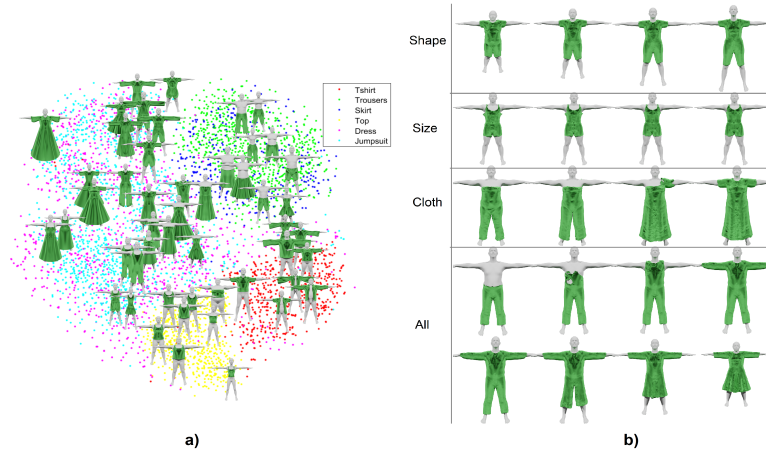 Tshirt
Trousers
Skirt
Top
Dress
Jumpsuit
a)
Shape
Size
Cloth
All
b)